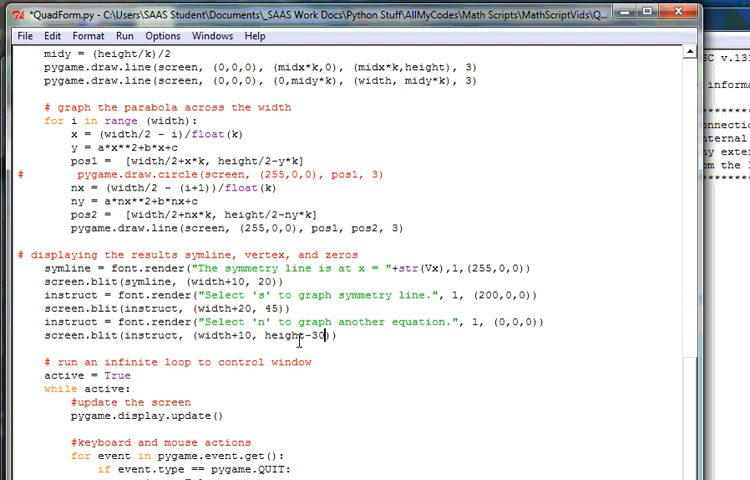 *QuadForm.py - C:\Users\SAAS Student\Documents\_SAAS Work Docs\Python Stuff\AllMyCodes\Math Scripts\MathScriptVids\Q...
File Edit Format Run Options Windows Help
midy = (height/k)/2
pygame.draw.line(screen, (0,0,0), (midx*k,0), (midx*k,height), 3)
pygame.draw.line(screen, (0,0,0), (0,midy*k), (width, midy*k), 3)
# graph the parabola across the width
for i in range (width):
x = (width/2 - i)/float(k)
y = a*x**2+b*x+c
pos1 = [width/2+x*k, height/2-y*k]
# pygame.draw.circle(screen, (255,0,0), pos1, 3)
nx = (width/2 - (i+1))/float(k)
ny = a*nx**2+b*nx+c
pos2 = [width/2+nx*k, height/2-ny*k]
pygame.draw.line(screen, (255,0,0), pos1, pos2, 3)
# displaying the results symline, vertex, and zeros
symline = font.render("The symmetry line is at x = "+str(Vx),1,(255,0,0))
screen.blit(symline, (width+10, 20))
instruct = font.render("Select 's' to graph symmetry line.", 1, (200,0,0))
screen.blit(instruct, (width+20, 45))
instruct = font.render("Select 'n' to graph another equation.", 1, (0,0,0))
screen.blit(instruct, (width+10, height-30))
# run an infinite loop to control window
active = True
while active:
#update the screen
pygame.display.update()
#keyboard and mouse actions
for event in pygame.event.get():
if event.type == pygame.QUIT:
SC v.131
informa
**********
onnectio
nternal
ny exter
om the I
**********